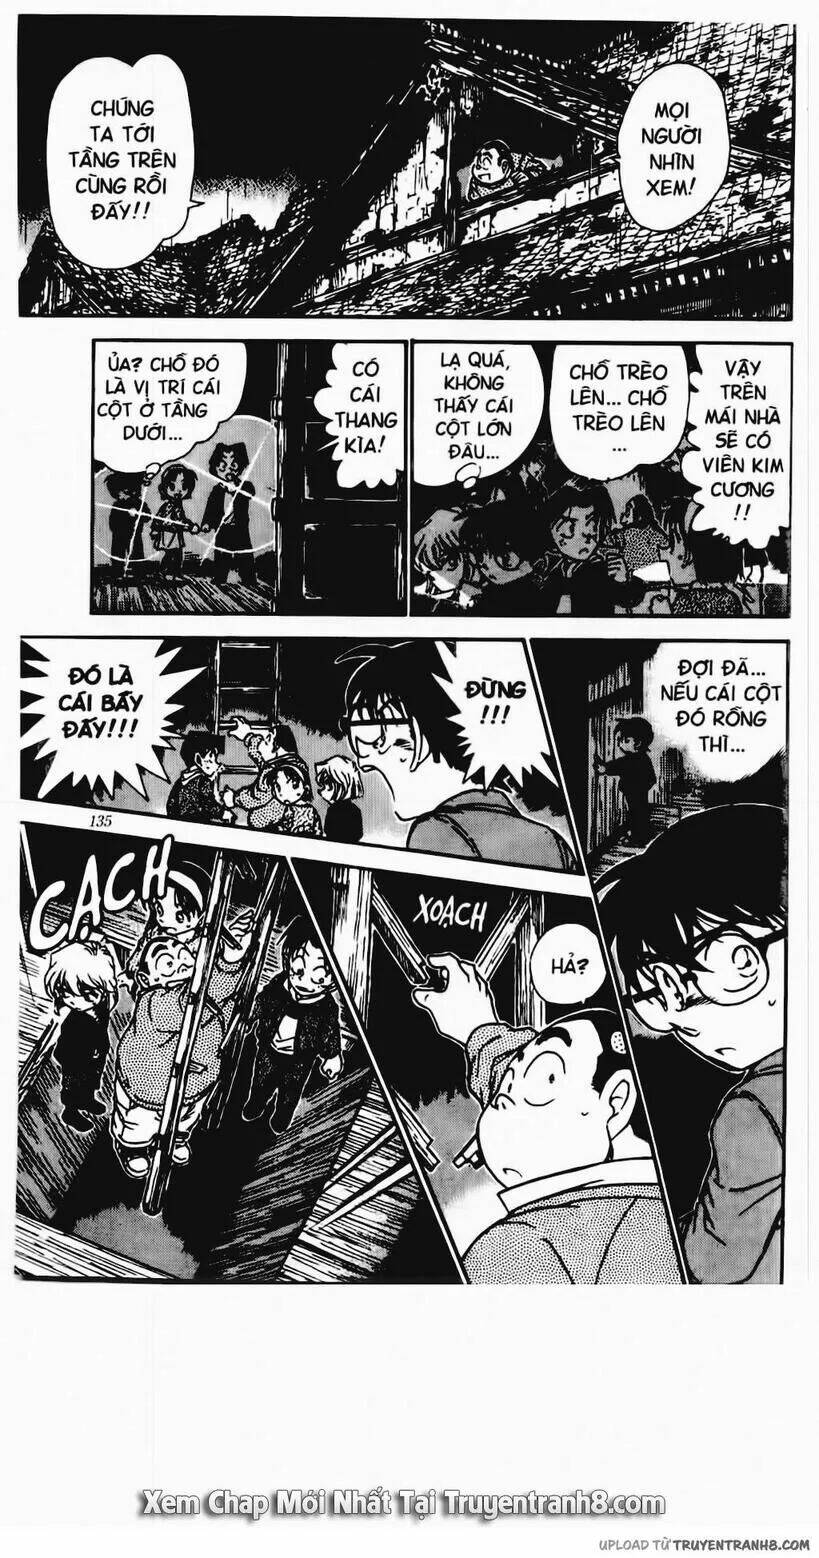 MỌI
NGƯỜI
NHÌN
XEM!
CHÚNG
TA TỚI
TẦNG TRÊN
CÙNG RỒI
ĐẤY!!
VẬY
TRÊN
MÁI NHÀ
SẼ CÓ
VIÊN KIM
CƯƠNG
!!
CHỖ TRÈO
LÊN... CHỖ
TRÈO LÊN
...
LẠ QUÁ,
KHÔNG
THẤY CÁI
CỘT LỚN
ĐÂU...
CÓ
CÁI
THANG
KÌA!
ỦA? CHỖ ĐÓ
LÀ VỊ TRÍ CÁI
CỘT Ở TẦNG
DƯỚI...
ĐỢI ĐÃ...
NẾU CÁI CỘT
ĐÓ RỖNG
THÌ...
ĐỪNG
!!!
ĐÓ LÀ
CÁI BẪY
ĐẤY!!!
135
HẢ?
XOẠCH
CẠCH
Xem Chap Mới Nhất Tại Truyentranh8.com
UPLOAD TỪ TRUYENTRANH8.COM